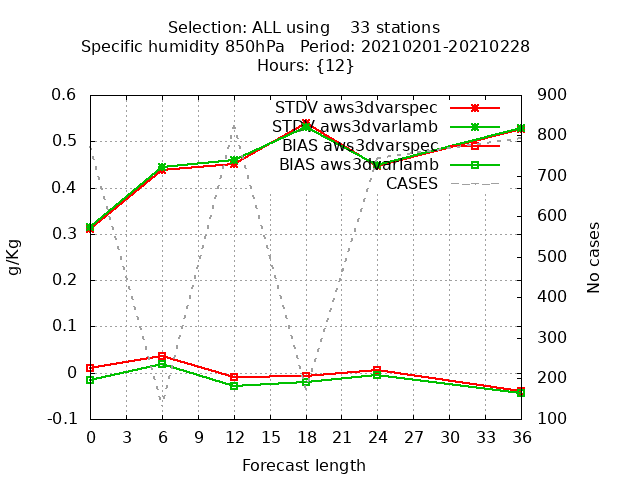 Selection: ALL using    33 stations
Specific humidity 850hPa   Period: 20210201-20210228
Hours: {12}
STDV aws3dvarspec
STDV aws3dvarlamb
BIAS aws3dvarspec
BIAS aws3dvarlamb
CASES
0.6
0.5
0.4
0.3
0.2
0.1
0
-0.1
g/Kg
900
800
700
600
500
400
300
200
100
No cases
0 3 6 9 12 15 18 21 24 27 30 33 36
Forecast length